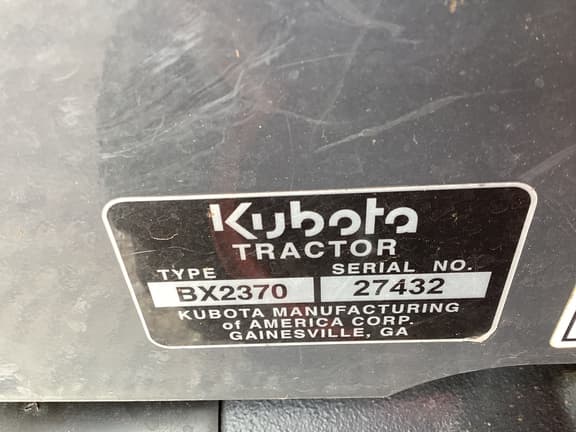 Kubota
TRACTOR
TYPE SERIAL NO.
BX2370 27432
KUBOTA MANUFACTURING
of AMERICA CORP.
GAINESVILLE, GA